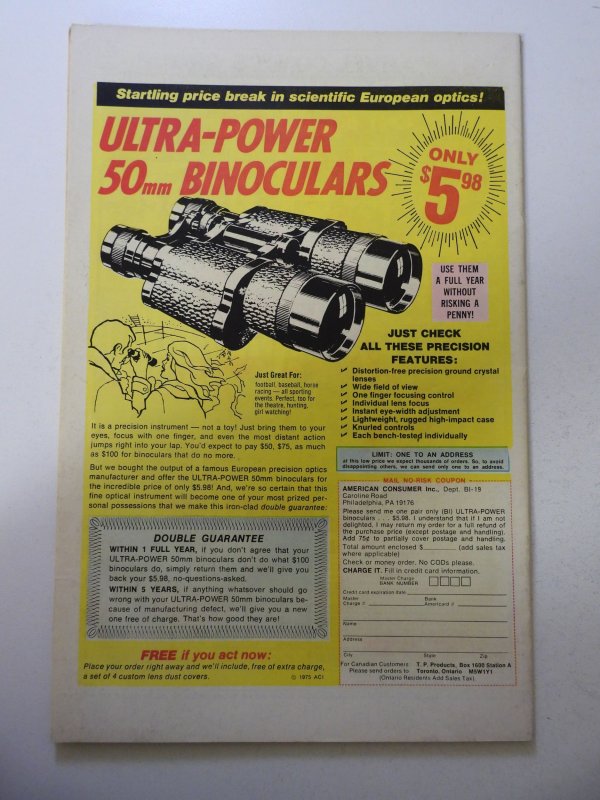 Startling price break in scientific European optics!
ULTRA-POWER
50mm BINOCULARS
ONLY
$5.98
USE THEM
A FULL YEAR
WITHOUT
RISKING A
PENNY!
JUST CHECK
ALL THESE PRECISION
FEATURES:
Distortion-free precision ground crystal
lenses
Wide field of view
One finger focusing control
Individual lens focus
Instant eye-width adjustment
Lightweight, rugged high-impact case
Knurled controls
Each bench-tested individually
Just Great For:
football, baseball, horse
racing — all sporting
events. Perfect, too for
the theatre, hunting,
girl watching!
It is a precision instrument — not a toy! Just bring them to your
eyes, focus with one finger, and even the most distant action
jumps right into your lap. You'd expect to pay $50, $75, as much
as $100 for binoculars that do no more.
But we bought the output of a famous European precision optics
manufacturer and offer the ULTRA-POWER 50mm binoculars for
the incredible price of only $5.98! And, we're so certain that this
fine optical instrument will become one of your most prized per-
sonal possessions that we make this iron-clad double guarantee:
DOUBLE GUARANTEE
WITHIN 1 FULL YEAR, if you don't agree that your
ULTRA-POWER 50mm binoculars don't do what $100
binoculars do, simply return them and we'll give you
back your $5.98, no-questions-asked.
WITHIN 5 YEARS, if anything whatsoever should go
wrong with your ULTRA-POWER 50mm binoculars be-
cause of manufacturing defect, we'll give you a new
one free of charge. That's how good they are!
FREE if you act now:
Place your order right away and we'll include, free of extra charge,
a set of 4 custom lens dust covers.
© 1975 ACI
LIMIT: ONE TO AN ADDRESS
at this low price we expect thousands of orders. So, to avoid
disappointing others, we can send only one to an address.
MAIL NO-RISK COUPON
AMERICAN CONSUMER Inc., Dept. BI-19
Caroline Road
Philadelphia, PA 19176
Please send me one pair only (BI) ULTRA-POWER
binoculars . . . $5.98. I understand that if I am not
delighted, I may return my order for a full refund of
the purchase price (except postage and handling).
Add 75¢ to partially cover postage and handling.
Total amount enclosed $ (add sales tax
where applicable)
Check or money order. No CODs please.
CHARGE IT. Fill in credit card information.
Master Charge
BANK NUMBER
Credit card expiration date
Master Charge #
Bank Americard #
Name
Address
City State Zip
For Canadian Customers T. P. Products, Box 1600 Station A
Please send orders to Toronto, Ontario M5W1Y1
(Ontario Residents Add Sales Tax).